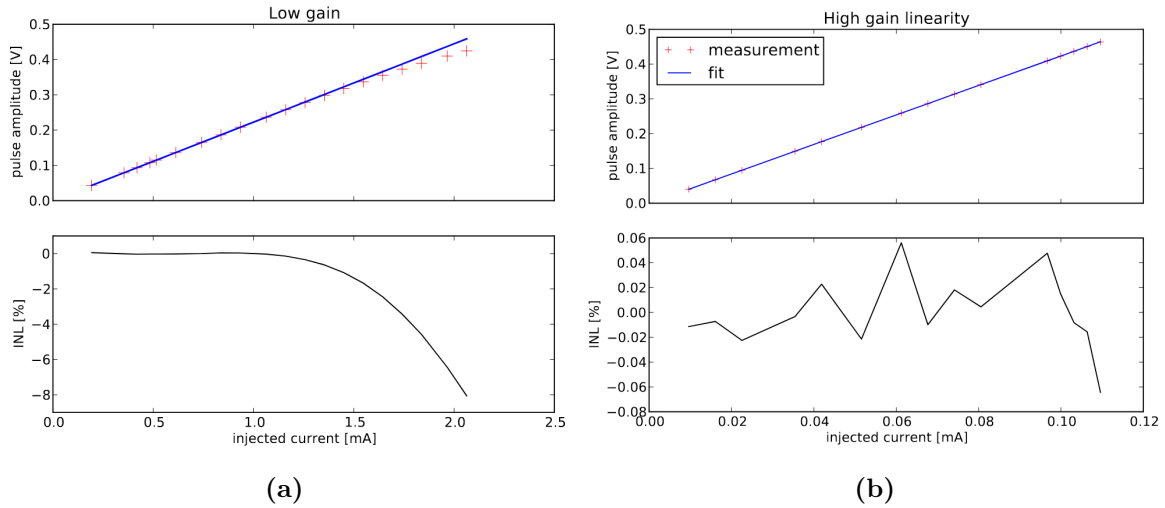 Low gain
0.5
0.4
0.3
0.2
0.1
0.0
pulse amplitude [V]
0
−2
−4
−6
−8
INL [%]
0.0 0.5 1.0 1.5 2.0 2.5
injected current [mA]
(a)
High gain linearity
measurement
fit
0.5
0.4
0.3
0.2
0.1
0.0
pulse amplitude [V]
0.06
0.04
0.02
0.00
−0.02
−0.04
−0.06
−0.08
INL [%]
0.00 0.02 0.04 0.06 0.08 0.10 0.12
injected current [mA]
(b)